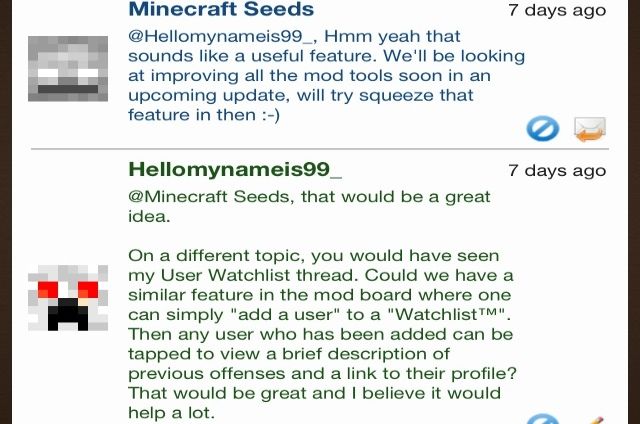 Minecraft Seeds
7 days ago
@Hellomynameis99_, Hmm yeah that
sounds like a useful feature. We'll be looking
at improving all the mod tools soon in an
upcoming update, will try squeeze that
feature in then :-)
Hellomynameis99_
7 days ago
@Minecraft Seeds, that would be a great
idea.
On a different topic, you would have seen
my User Watchlist thread. Could we have a
similar feature in the mod board where one
can simply "add a user" to a "Watchlist™".
Then any user who has been added can be
tapped to view a brief description of
previous offenses and a link to their profile?
That would be great and I believe it would
help a lot.